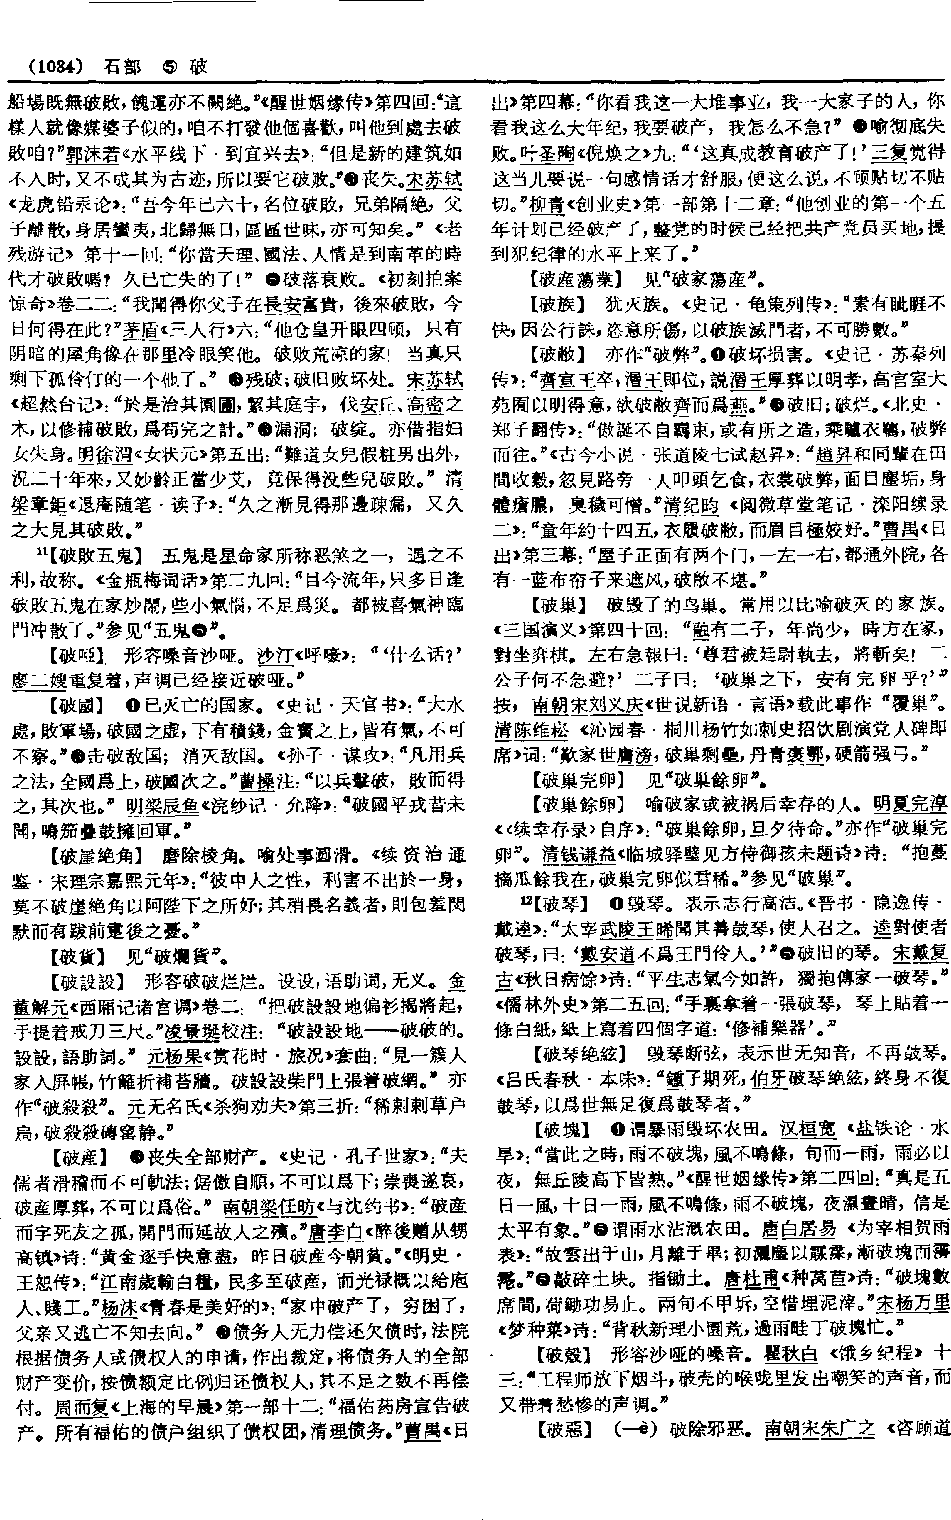 (1034) 石部 ⑤ 破
船場既無破敗，餽運亦不闕絶。”《醒世姻缘传》第四回：“這
樣人就像媒婆子似的，咱不打發他個喜歡，叫他到處去破
敗咱？”郭沫若《水平线下·到宜兴去》：“但是新的建筑如
不入时，又不成其为古迹，所以要它破敗。”❷丧失。宋苏轼
《龙虎铅汞论》：“吾今年已六十，名位破敗，兄弟隔絶，父
子離散，身居蠻夷，北歸無日，區區世味，亦可知矣。”《老
残游记》第十一回：“你當天理、國法、人情是到南革的時
代才破敗嗎？久已亡失的了！”❸破落衰败。《初刻拍案
惊奇》卷二二：“我聞得你父子在長安富貴，後來破敗，今
日何得在此？”茅盾《三人行》六：“他仓皇开眼四顾，只有
阴暗的屋角像在那里冷眼笑他。破败荒凉的家！当真只
剩下孤伶仃的一个他了。”❹残破；破旧败坏处。宋苏轼
《超然台记》：“於是治其園圃，絜其庭宇，伐安丘、高密之
木，以修補破敗，爲苟完之計。”❺漏洞；破绽。亦借指妇
女失身。明徐渭《女状元》第五出：“難道女兒假粧男出外，
况二十年來，又妙齡正當少艾，竟保得没些兒破敗。”清
梁章鉅《退庵随笔·读子》：“久之漸見得那邊疎漏，又久
之大見其破敗。”
11【破敗五鬼】 五鬼是星命家所称恶煞之一，遇之不
利，故称。《金瓶梅词话》第二九回：“目今流年，只多日逢
破敗五鬼在家炒鬧，些小氣惱，不足爲災。都被喜氣神臨
門冲散了。”参见“五鬼❺”。
【破啞】 形容嗓音沙哑。沙汀《呼嚎》：“‘什么话？’
廖二嫂重复着，声调已经接近破哑。”
【破國】 ❶已灭亡的国家。《史记·天官书》：“大水
處，敗軍場，破國之虚，下有積錢，金寶之上，皆有氣，不可
不察。”❷击破敌国；消灭敌国。《孙子·谋攻》：“凡用兵
之法，全國爲上，破國次之。”曹操注：“以兵擊破，敗而得
之，其次也。”明梁辰鱼《浣纱记·允降》：“破國平戎昔未
聞，鳴笳疊鼓擁回軍。”
【破崖絶角】 磨除棱角。喻处事圆滑。《续资治通
鉴·宋理宗嘉熙元年》：“彼中人之性，利害不出於一身，
莫不破崖絶角以阿陛下之所好；其稍畏名義者，則包羞閔
默而有跋前疐後之憂。”
【破貨】 见“破爛貨”。
【破設設】 形容破破烂烂。设设，语助词，无义。金
董解元《西厢记诸宫调》卷二：“把破設設地偏衫揭將起，
手提着戒刀三尺。”凌景埏校注：“破設設地——破破的。
設設，語助詞。”元杨果《赏花时·旅况》套曲：“見一簇人
家入屏帳，竹籬折補苔牆。破設設柴門上張着破網。”亦
作“破殺殺”。元无名氏《杀狗劝夫》第三折：“稀剌剌草户
扃，破殺殺磚窰静。”
【破産】 ❶丧失全部财产。《史记·孔子世家》：“夫
儒者滑稽而不可軌法；倨傲自順，不可以爲下；崇喪遂哀，
破產厚葬，不可以爲俗。”南朝梁任昉《与沈约书》：“破產
而字死友之孤，開門而延故人之殯。”唐李白《醉後赠从甥
高镇》诗：“黄金逐手快意盡，昨日破産今朝貧。”《明史·
王恕传》：“江南歲輸白糧，民多至破産，而光禄概以給庖
人、賤工。”杨沫《青春是美好的》：“家中破产了，穷困了，
父亲又逃亡不知去向。”❷债务人无力偿还欠债时，法院
根据债务人或债权人的申请，作出裁定，将债务人的全部
财产变价，按债额定比例归还债权人，其不足之数不再偿
付。周而复《上海的早晨》第一部十二：“福佑药房宣告破
产。所有福佑的债户组织了债权团，清理债务。”曹禺《日
出》第四幕：“你看我这一大堆事业，我一大家子的人，你
看我这么大年纪，我要破产，我怎么不急？”❸喻彻底失
败。叶圣陶《倪焕之》九：“‘这真成教育破产了！’三复觉得
这当儿要说一句感情话才舒服，便这么说，不顾贴切不贴
切。”柳青《创业史》第一部第十二章：“他创业的第一个五
年计划已经破产了，整党的时候已经把共产党员买地，提
到犯纪律的水平上来了。”
【破産蕩業】 见“破家蕩産”。
【破族】 犹灭族。《史记·龟策列传》：“素有眦睚不
快，因公行誅，恣意所傷，以破族滅門者，不可勝數。”
【破敝】 亦作“破弊”。❶破坏损害。《史记·苏秦列
传》：“齊宣王卒，湣王即位，説湣王厚葬以明孝，高宫室大
苑囿以明得意，欲破敝齊而爲燕。”❷破旧；破烂。《北史·
郑子翻传》：“傲誕不自羈束，或有所之造，乘驢衣鞴，破弊
而往。”《古今小说·张道陵七试赵昇》：“趙昇和同輩在田
間收穀，忽見路旁一人叩頭乞食，衣裳破弊，面目塵垢，身
體瘡膿，臭穢可憎。”清纪昀《阅微草堂笔记·滦阳续录
二》：“童年約十四五，衣履破敝，而眉目極姣好。”曹禺《日
出》第三幕：“屋子正面有两个门，一左一右，都通外院，各
有一蓝布帘子来遮风，破敝不堪。”
【破巢】 破毁了的鸟巢。常用以比喻破灭的家族。
《三国演义》第四十回：“融有二子，年尚少，時方在家，
對坐弈棋。左右急報曰：‘尊君被廷尉執去，將斬矣！二
公子何不急避？’二子曰：‘破巢之下，安有完卵乎？’”
按，南朝宋刘义庆《世说新语·言语》载此事作“覆巢”。
清陈维崧《沁园春·桐川杨竹如刺史招饮剧演党人碑即
席》词：“歎家世膺滂，破巢剩壘，丹青褒鄂，硬箭强弓。”
【破巢完卵】 见“破巢餘卵”。
【破巢餘卵】 喻破家或被祸后幸存的人。明夏完淳
《〈续幸存录〉自序》：“破巢餘卵，旦夕待命。”亦作“破巢完
卵”。清钱谦益《临城驿壁见方侍御孩未题诗》诗：“抱蔓
摘瓜餘我在，破巢完卵似君稀。”参见“破巢”。
12【破琴】 ❶毁琴。表示志行高洁。《晋书·隐逸传·
戴逵》：“太宰武陵王晞聞其善鼓琴，使人召之。逵對使者
破琴，曰：‘戴安道不爲王門伶人。’”❷破旧的琴。宋戴复
古《秋日病馀》诗：“平生志氣今如許，獨抱傳家一破琴。”
《儒林外史》第二五回：“手裏拿着一張破琴，琴上貼着一
條白紙，紙上寫着四個字道：‘修補樂器’。”
【破琴绝絃】 毁琴断弦，表示世无知音，不再鼓琴。
《吕氏春秋·本味》：“鍾子期死，伯牙破琴绝絃，終身不復
鼓琴，以爲世無足復爲鼓琴者。”
【破塊】 ❶谓暴雨毁坏农田。汉桓宽《盐铁论·水
旱》：“當此之時，雨不破塊，風不鳴條，旬而一雨，雨必以
夜，無丘陵高下皆熟。”《醒世姻缘传》第二四回：“真是五
日一風，十日一雨，風不鳴條，雨不破塊，夜濕晝晴，信是
太平有象。”❷谓雨水沾溉农田。唐白居易《为宰相贺雨
表》：“故雲出于山，月離于畢；初灑塵以霢霂，漸破塊而霶
霈。”❸敲碎土块。指锄土。唐杜甫《种莴苣》诗：“破塊數
席間，荷鋤功易止。兩旬不甲坼，空惜埋泥滓。”宋杨万里
《梦种菜》诗：“背秋新理小園荒，過雨畦丁破塊忙。”
【破殼】 形容沙哑的嗓音。瞿秋白《饿乡纪程》十
三：“工程师放下烟斗，破壳的喉咙里发出嘲笑的声音，而
又带着愁惨的声调。”
【破惡】 （—è）破除邪恶。南朝宋朱广之《咨顾道